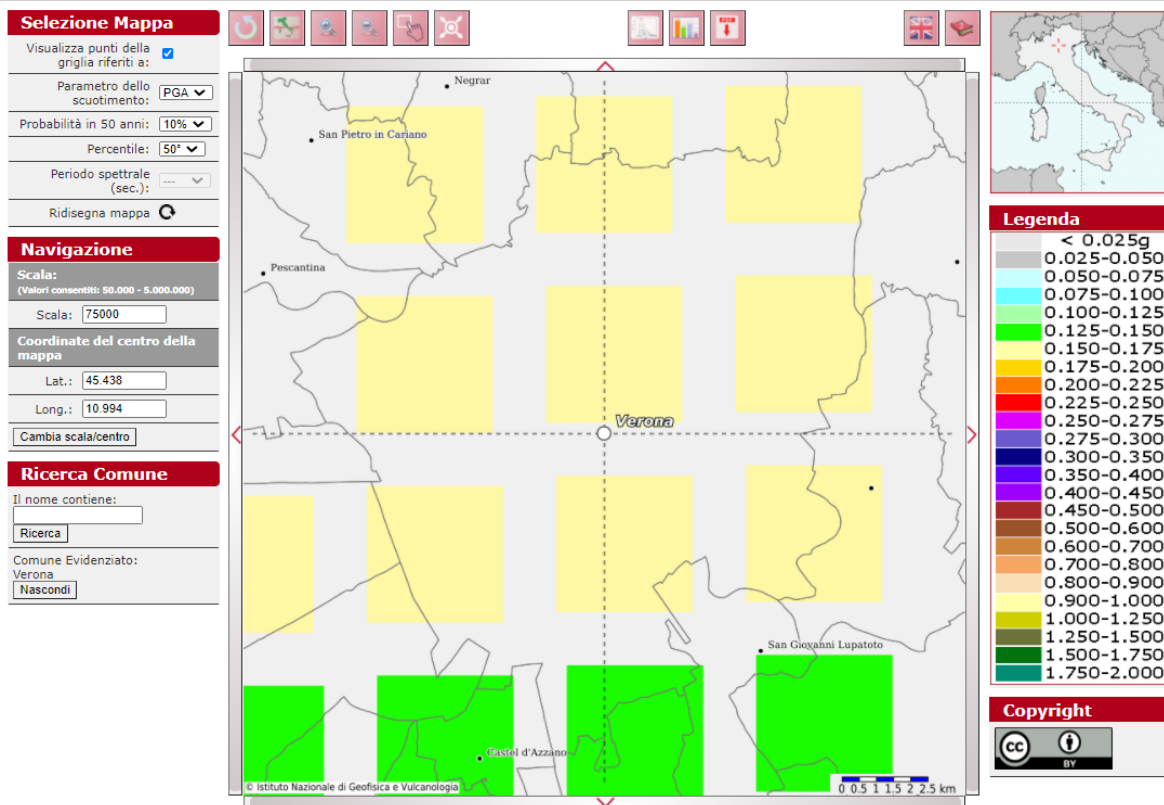 Selezione Mappa
Visualizza punti della
griglia riferiti a:
Parametro dello
scuotimento: PGA
Probabilità in 50 anni: 10%
Percentile: 50°
Periodo spettrale
(sec.): ---
Ridisegna mappa
Navigazione
Scala:
(Valori consentiti: 50.000 - 5.000.000)
Scala: 75000
Coordinate del centro della
mappa
Lat.: 45.438
Long.: 10.994
Cambia scala/centro
Ricerca Comune
Il nome contiene:
Ricerca
Comune Evidenziato:
Verona
Nascondi
PDF
Negrar
San Pietro in Cariano
Pescantina
Verona
San Giovanni Lupatoto
Castel d'Azzano
© Istituto Nazionale di Geofisica e Vulcanologia
0 0.5 1 1.5 2 2.5 km
Legenda
< 0.025g
0.025-0.050
0.050-0.075
0.075-0.100
0.100-0.125
0.125-0.150
0.150-0.175
0.175-0.200
0.200-0.225
0.225-0.250
0.250-0.275
0.275-0.300
0.300-0.350
0.350-0.400
0.400-0.450
0.450-0.500
0.500-0.600
0.600-0.700
0.700-0.800
0.800-0.900
0.900-1.000
1.000-1.250
1.250-1.500
1.500-1.750
1.750-2.000
Copyright
cc
BY